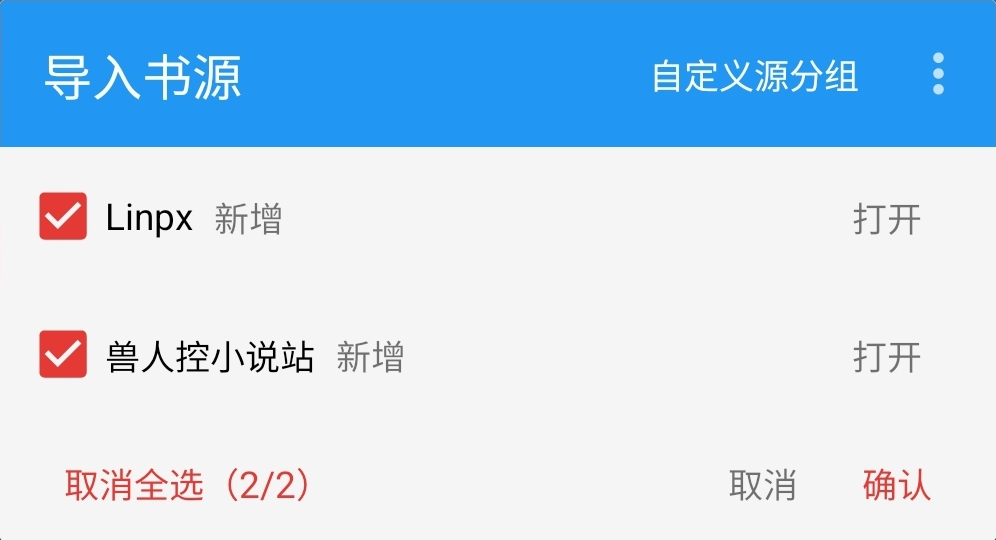 导入书源 自定义源分组
Linpx 新增 打开
兽人控小说站 新增 打开
取消全选（2/2） 取消 确认